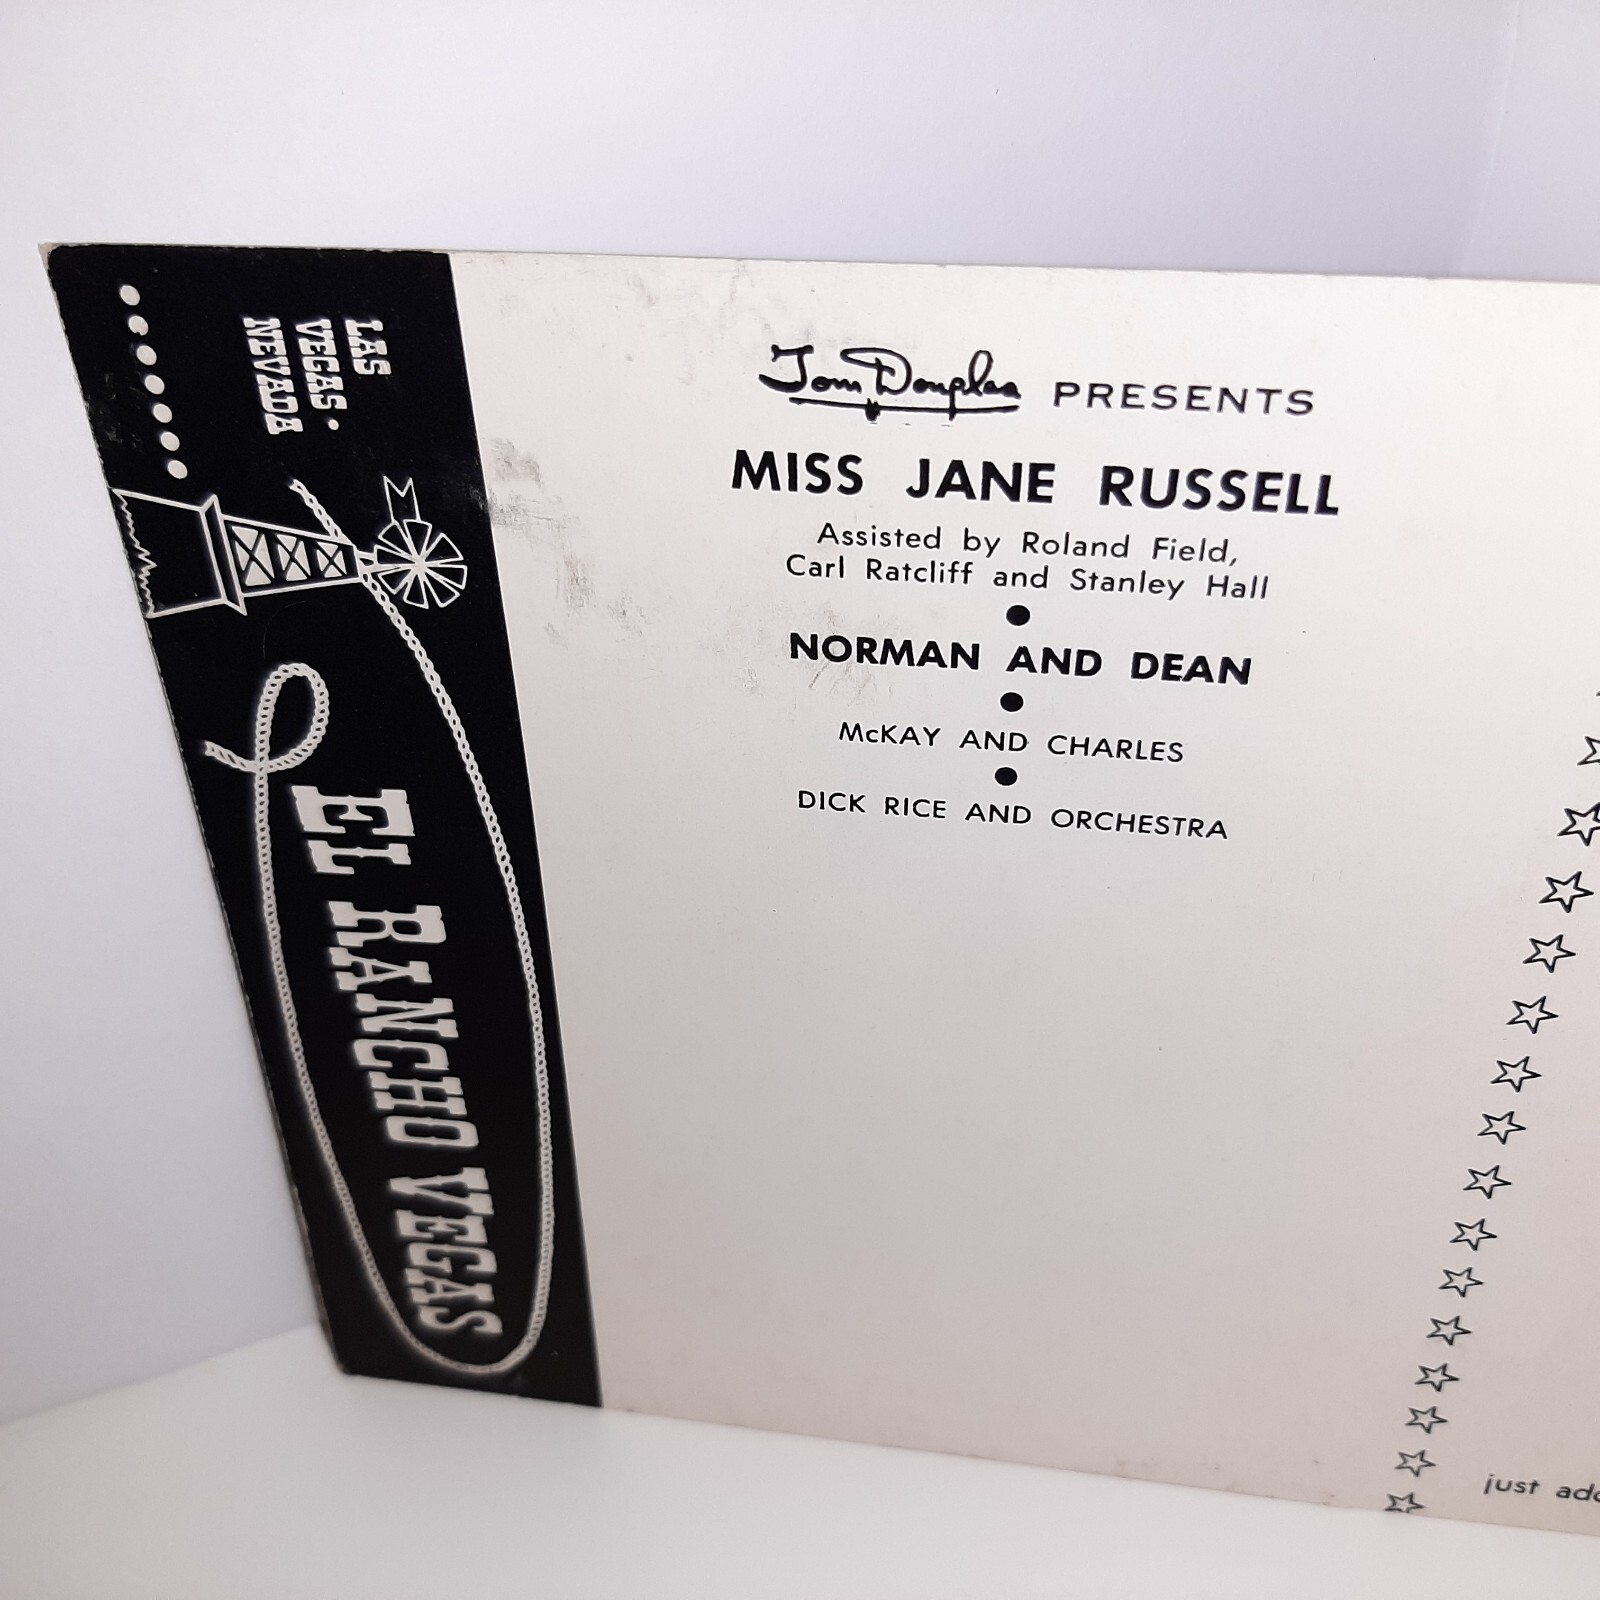 LAS
VEGAS •
NEVADA
EL RANCHO VEGAS
Tom Douglas PRESENTS
MISS JANE RUSSELL
Assisted by Roland Field,
Carl Ratcliff and Stanley Hall
NORMAN AND DEAN
McKAY AND CHARLES
DICK RICE AND ORCHESTRA
just